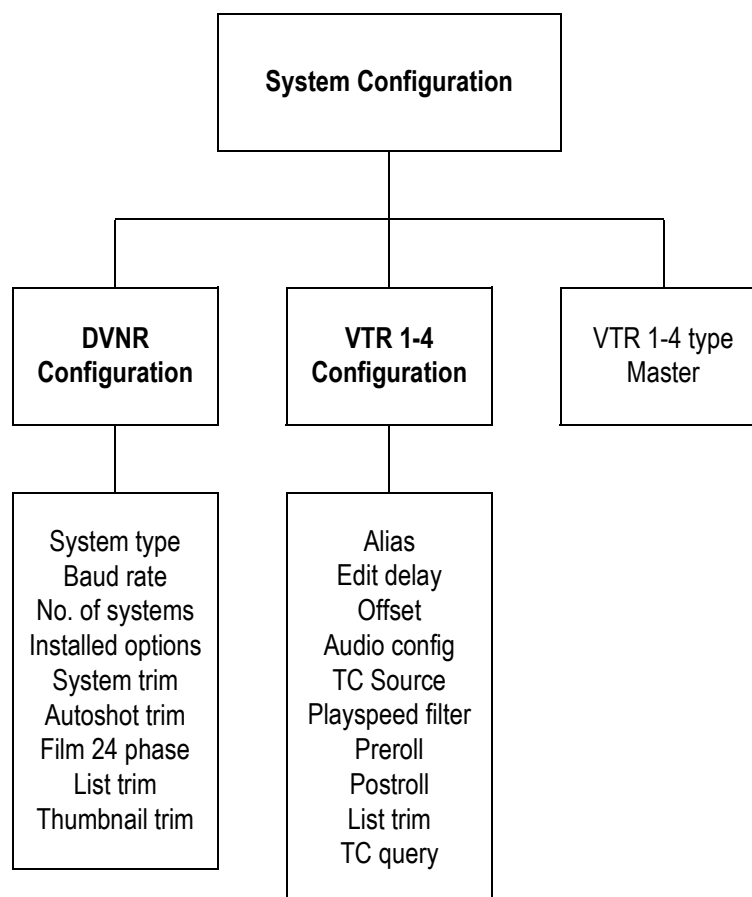 System Configuration
DVNR
Configuration
VTR 1-4
Configuration
VTR 1-4 type
Master
System type
Baud rate
No. of systems
Installed options
System trim
Autoshot trim
Film 24 phase
List trim
Thumbnail trim
Alias
Edit delay
Offset
Audio config
TC Source
Playspeed filter
Preroll
Postroll
List trim
TC query